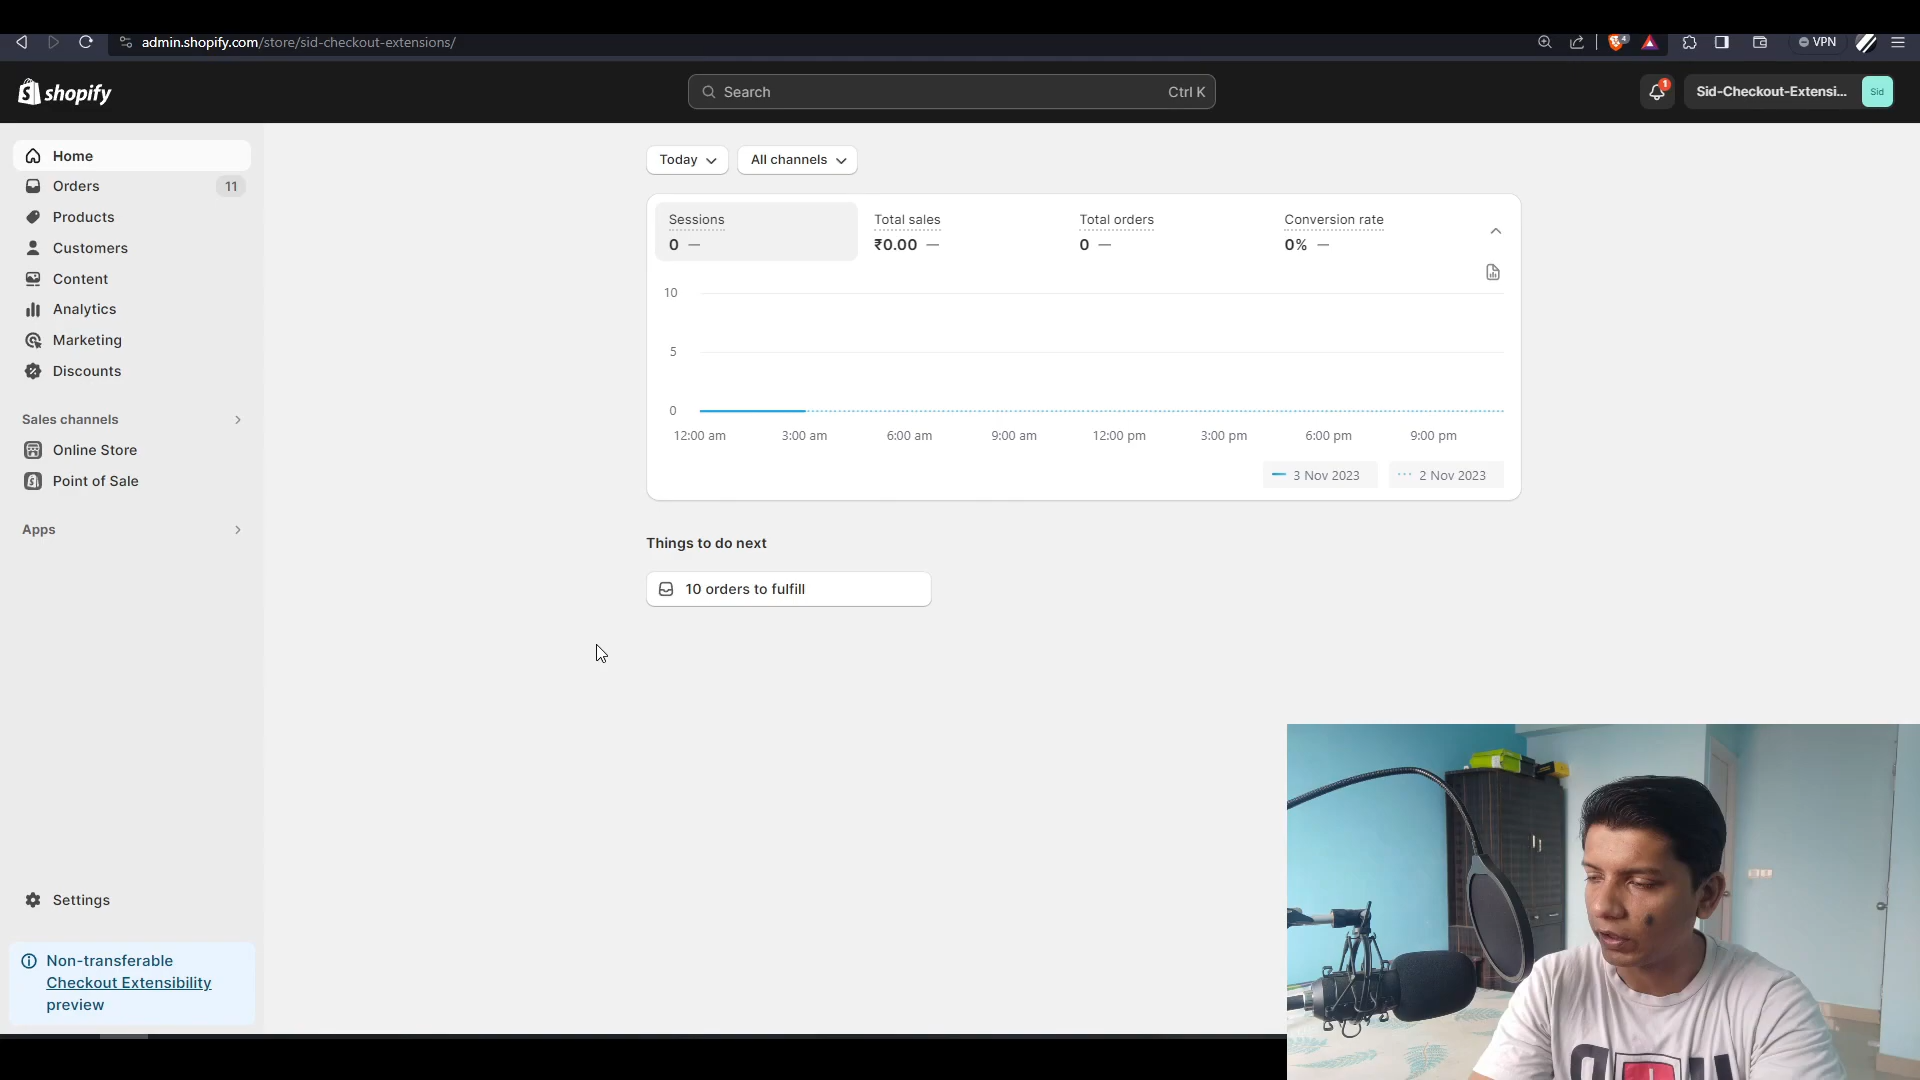 admin.shopify.com/store/sid-checkout-extensions/
4
VPN
shopify
Search
Ctrl K
1
Sid-Checkout-Extensi...
Sid
Home
Orders
11
Products
Customers
Content
Analytics
Marketing
Discounts
Sales channels
Online Store
Point of Sale
Apps
Settings
Non-transferable
Checkout Extensibility
preview
Today
All channels
Sessions
0 —
Total sales
₹0.00 —
Total orders
0 —
Conversion rate
0% —
10
5
0
12:00 am
3:00 am
6:00 am
9:00 am
12:00 pm
3:00 pm
6:00 pm
9:00 pm
3 Nov 2023
2 Nov 2023
Things to do next
10 orders to fulfill